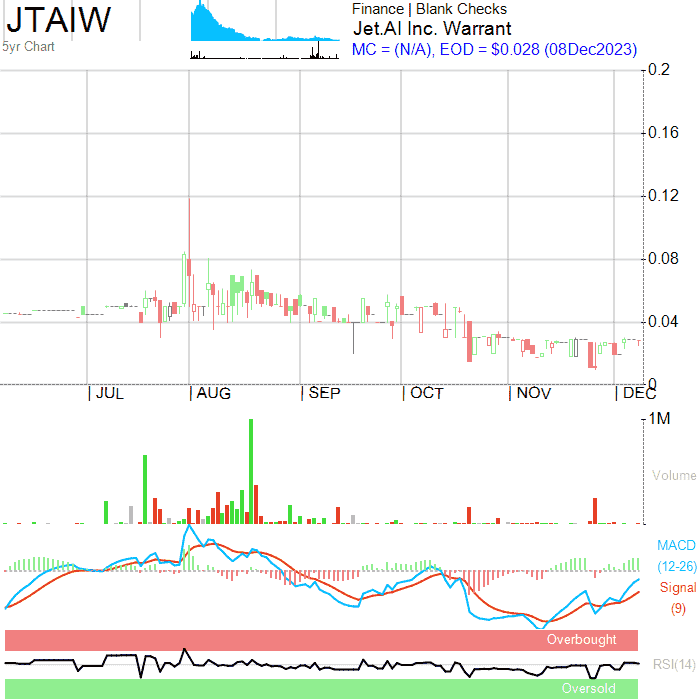 JTAIW
5yr Chart
Finance | Blank Checks
Jet.AI Inc. Warrant
MC = (N/A), EOD = $0.028 (08Dec2023)
0.2
0.16
0.12
0.08
0.04
0
| JUL
| AUG
| SEP
| OCT
| NOV
| DEC
1M
Volume
MACD
(12-26)
Signal
(9)
Overbought
RSI(14)
Oversold